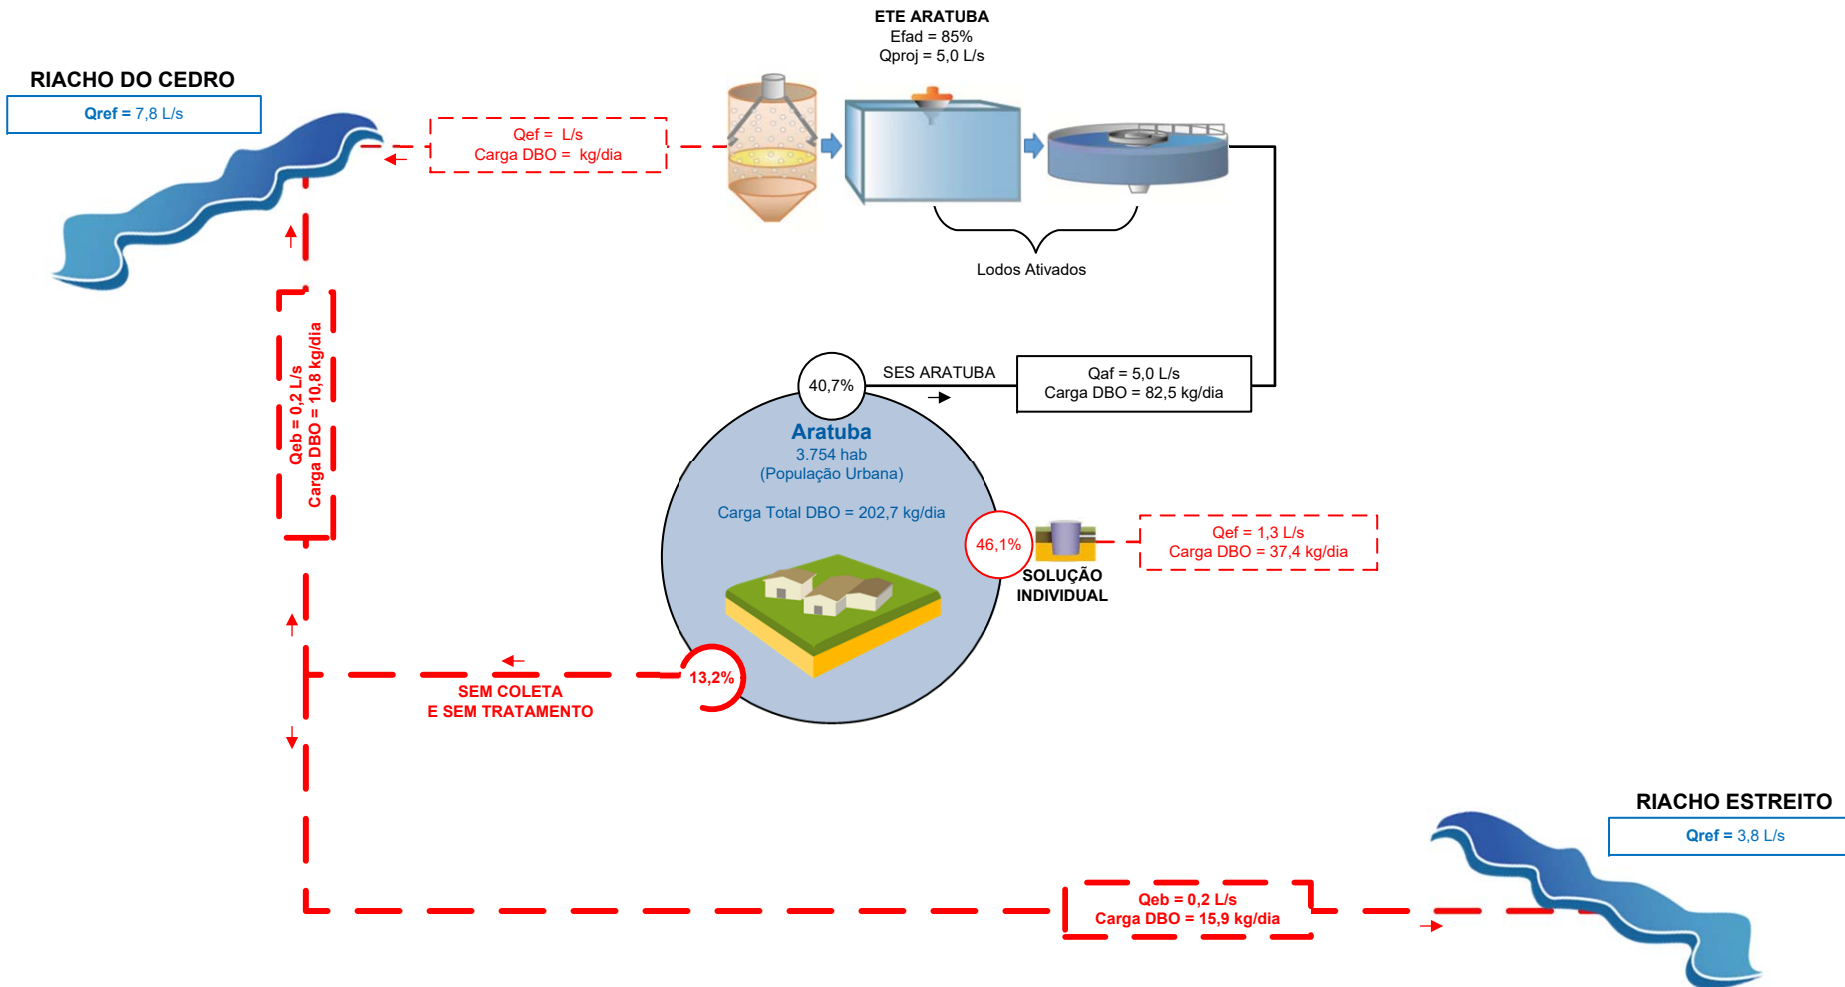 ETE ARATUBA
Efad = 85%
Qproj = 5,0 L/s
RIACHO DO CEDRO
Qref = 7,8 L/s
Qef = L/s
Carga DBO = kg/dia
Lodos Ativados
Qeb = 0,2 L/s
Carga DBO = 10,8 kg/dia
40,7%
SES ARATUBA
Qaf = 5,0 L/s
Carga DBO = 82,5 kg/dia
Aratuba
3.754 hab
(População Urbana)
Carga Total DBO = 202,7 kg/dia
46,1%
SOLUÇÃO
INDIVIDUAL
Qef = 1,3 L/s
Carga DBO = 37,4 kg/dia
13,2%
SEM COLETA
E SEM TRATAMENTO
RIACHO ESTREITO
Qref = 3,8 L/s
Qeb = 0,2 L/s
Carga DBO = 15,9 kg/dia